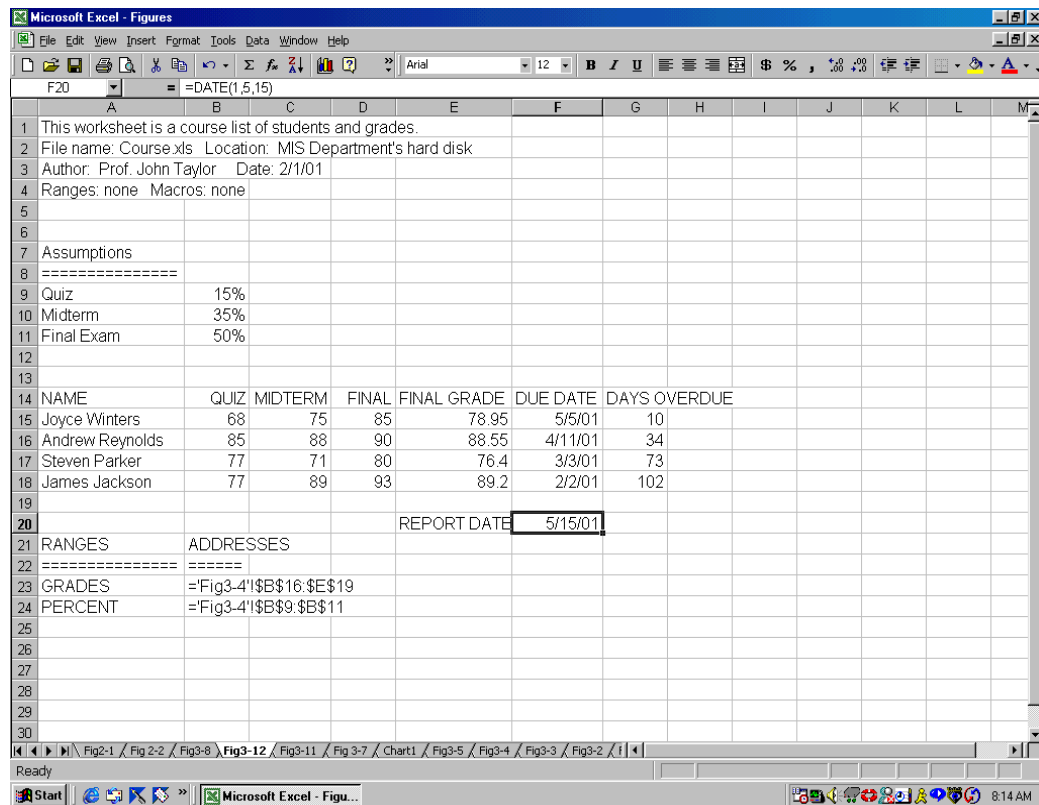 Microsoft Excel - Figures
File Edit View Insert Format Tools Data Window Help
Arial 12 B I U $ % ,
F20 = =DATE(1,5,15)
A B C D E F G H I J K L M
1 This worksheet is a course list of students and grades.
2 File name: Course.xls Location: MIS Department's hard disk
3 Author: Prof. John Taylor Date: 2/1/01
4 Ranges: none Macros: none
5
6
7 Assumptions
8 ===============
9 Quiz 15%
10 Midterm 35%
11 Final Exam 50%
12
13
14 NAME QUIZ MIDTERM FINAL FINAL GRADE DUE DATE DAYS OVERDUE
15 Joyce Winters 68 75 85 78.95 5/5/01 10
16 Andrew Reynolds 85 88 90 88.55 4/11/01 34
17 Steven Parker 77 71 80 76.4 3/3/01 73
18 James Jackson 77 89 93 89.2 2/2/01 102
19
20 REPORT DATE 5/15/01
21 RANGES ADDRESSES
22 =============== ======
23 GRADES ='Fig3-4'!$B$16:$E$19
24 PERCENT ='Fig3-4'!$B$9:$B$11
25
26
27
28
29
30
Fig2-1 Fig 2-2 Fig3-8 Fig3-12 Fig3-11 Fig 3-7 Chart1 Fig3-5 Fig3-4 Fig3-3 Fig3-2
Ready
Start Microsoft Excel - Figu... 8:14 AM